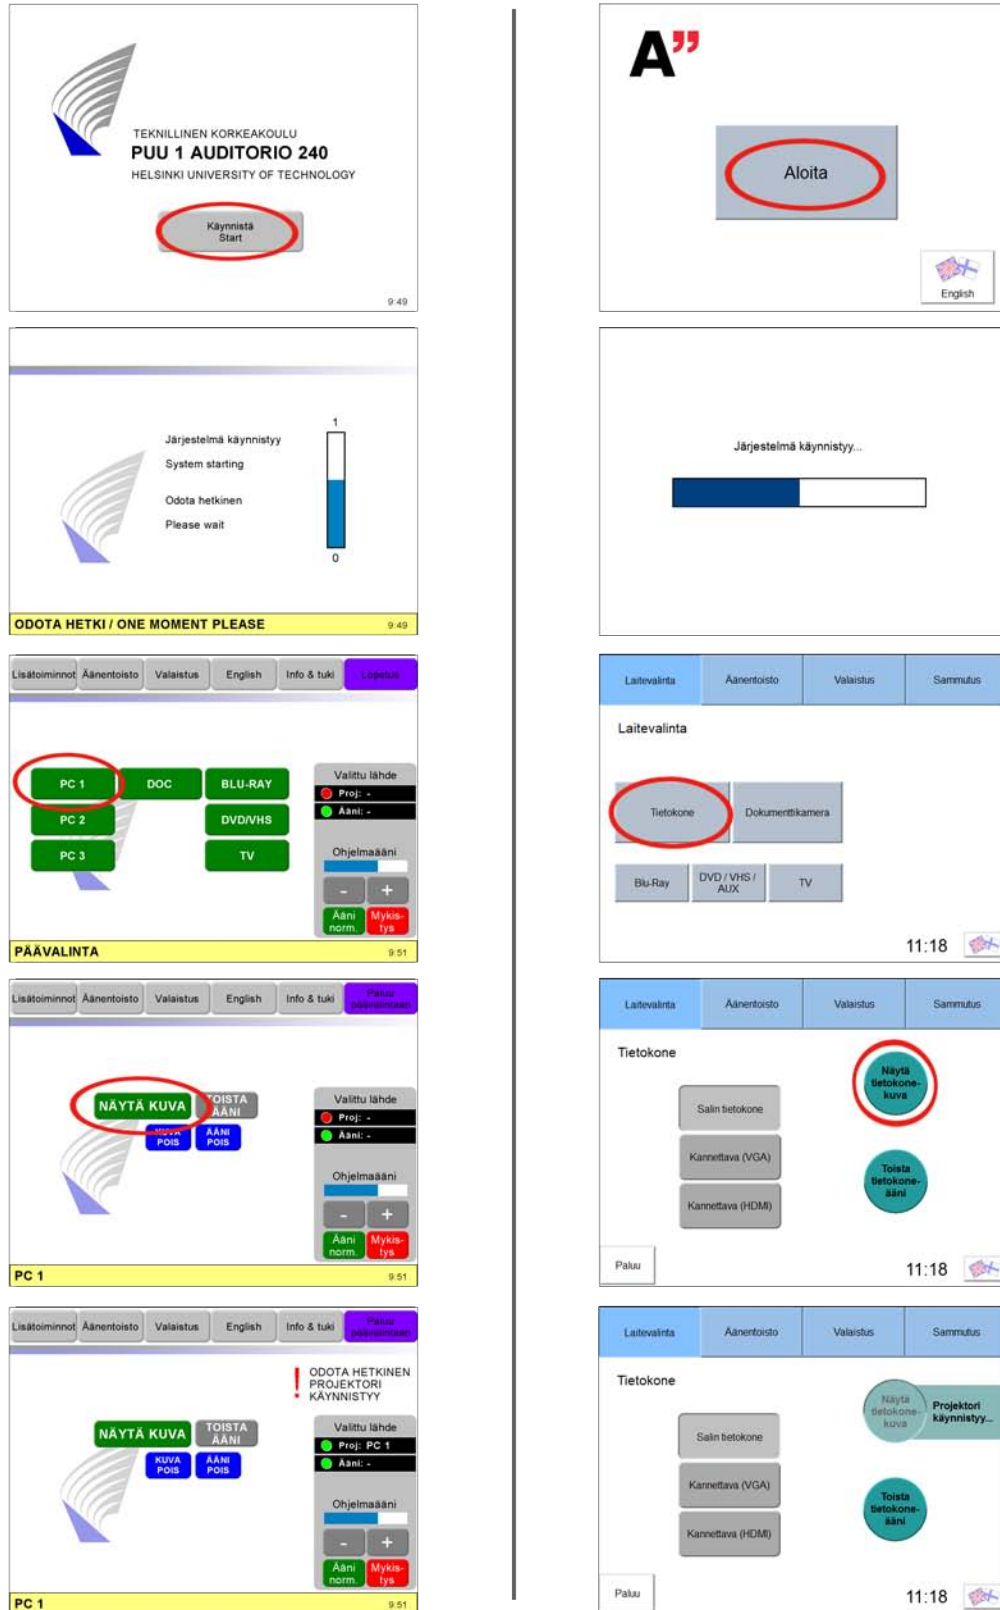 TEKNILLINEN KORKEAKOULU
PUU 1 AUDITORIO 240
HELSINKI UNIVERSITY OF TECHNOLOGY
Käynnistä
Start
9:49
Järjestelmä käynnistyy
System starting
Odota hetkinen
Please wait
1
0
ODOTA HETKI / ONE MOMENT PLEASE
9:49
Lisätoiminnot Äänentoisto Valaistus English Info & tuki Lopetus
PC 1 DOC BLU-RAY
PC 2 DVD/VHS
PC 3 TV
Valittu lähde
Proj: -
Ääni: -
Ohjelmaääni
- +
Ääni norm.
Mykis-
tys
PÄÄVALINTA
9:51
Lisätoiminnot Äänentoisto Valaistus English Info & tuki Paluu päävalintaan
NÄYTÄ KUVA
TOISTA
ÄÄNI
KUVA
POIS
ÄÄNI
POIS
Valittu lähde
Proj: -
Ääni: -
Ohjelmaääni
- +
Ääni norm.
Mykis-
tys
PC 1
9:51
Lisätoiminnot Äänentoisto Valaistus English Info & tuki Paluu päävalintaan
! ODOTA HETKINEN
PROJEKTORI
KÄYNNISTYY
NÄYTÄ KUVA
TOISTA
ÄÄNI
KUVA
POIS
ÄÄNI
POIS
Valittu lähde
Proj: PC 1
Ääni: -
Ohjelmaääni
- +
Ääni norm.
Mykis-
tys
PC 1
9:51
A”
Aloita
English
Järjestelmä käynnistyy...
Laitevalinta Äänentoisto Valaistus Sammutus
Laitevalinta
Tietokone Dokumenttikamera
Blu-Ray
DVD / VHS /
AUX
TV
11:18
Laitevalinta Äänentoisto Valaistus Sammutus
Tietokone
Näytä
tietokone-
kuva
Salin tietokone
Kannettava (VGA)
Toista
tietokone-
ääni
Kannettava (HDMI)
Paluu
11:18
Laitevalinta Äänentoisto Valaistus Sammutus
Tietokone
Näytä
tietokone-
kuva
Projektori
käynnistyy...
Salin tietokone
Kannettava (VGA)
Toista
tietokone-
ääni
Kannettava (HDMI)
Paluu
11:18